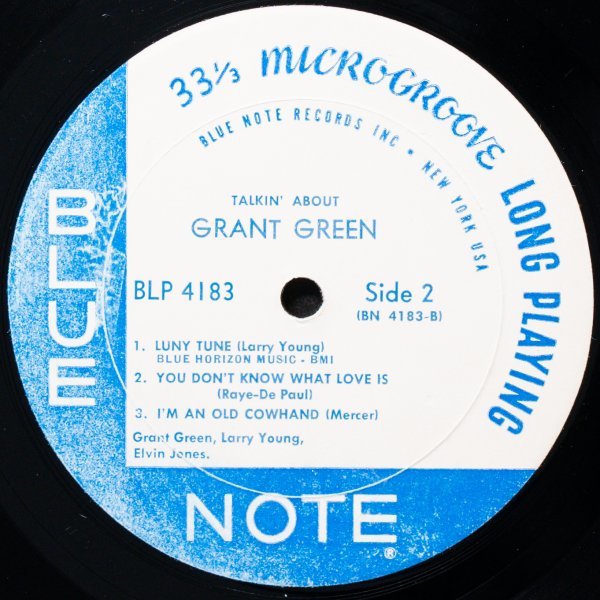 33⅓ MICROGROOVE LONG PLAYING
BLUE NOTE RECORDS INC • NEW YORK USA
TALKIN' ABOUT
GRANT GREEN
BLP 4183
Side 2
(BN 4183-B)
1. LUNY TUNE (Larry Young)
BLUE HORIZON MUSIC - BMI
2. YOU DON'T KNOW WHAT LOVE IS
(Raye-De Paul)
3. I'M AN OLD COWHAND (Mercer)
Grant Green, Larry Young,
Elvin Jones.
BLUE
NOTE®